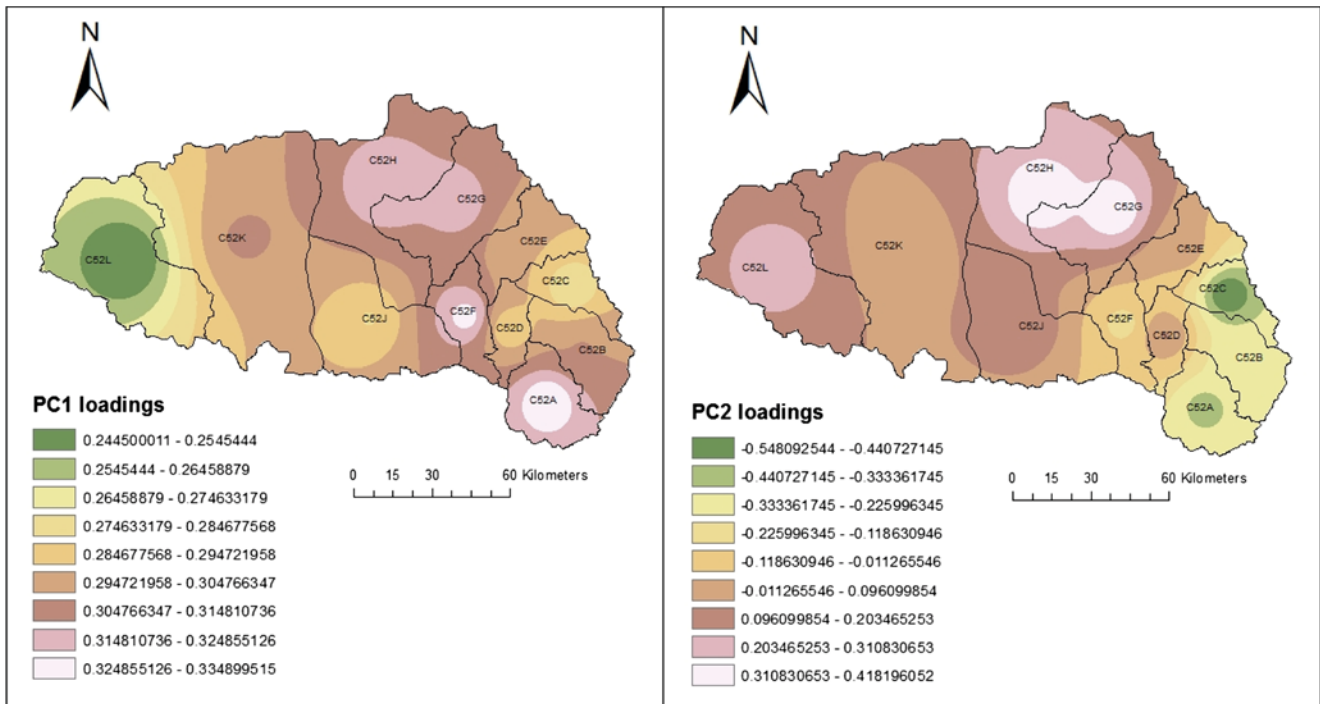 N
C52H
C52G
C52K
C52E
C52L
C52C
C52F
C52J
C52D
C52B
C52A
PC1 loadings
0.244500011 - 0.2545444
0.2545444 - 0.26458879
0.26458879 - 0.274633179
0.274633179 - 0.284677568
0.284677568 - 0.294721958
0.294721958 - 0.304766347
0.304766347 - 0.314810736
0.314810736 - 0.324855126
0.324855126 - 0.334899515
0 15 30 60 Kilometers
N
C52H
C52G
C52K
C52E
C52L
C52C
C52F
C52J
C52D
C52B
C52A
PC2 loadings
-0.548092544 - -0.440727145
-0.440727145 - -0.333361745
-0.333361745 - -0.225996345
-0.225996345 - -0.118630946
-0.118630946 - -0.011265546
-0.011265546 - 0.096099854
0.096099854 - 0.203465253
0.203465253 - 0.310830653
0.310830653 - 0.418196052
0 15 30 60 Kilometers